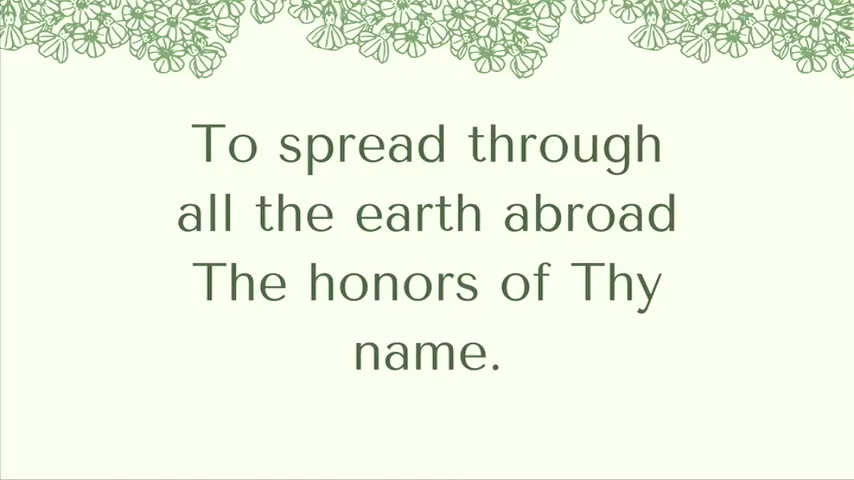 To spread through
all the earth abroad
The honors of Thy
name.